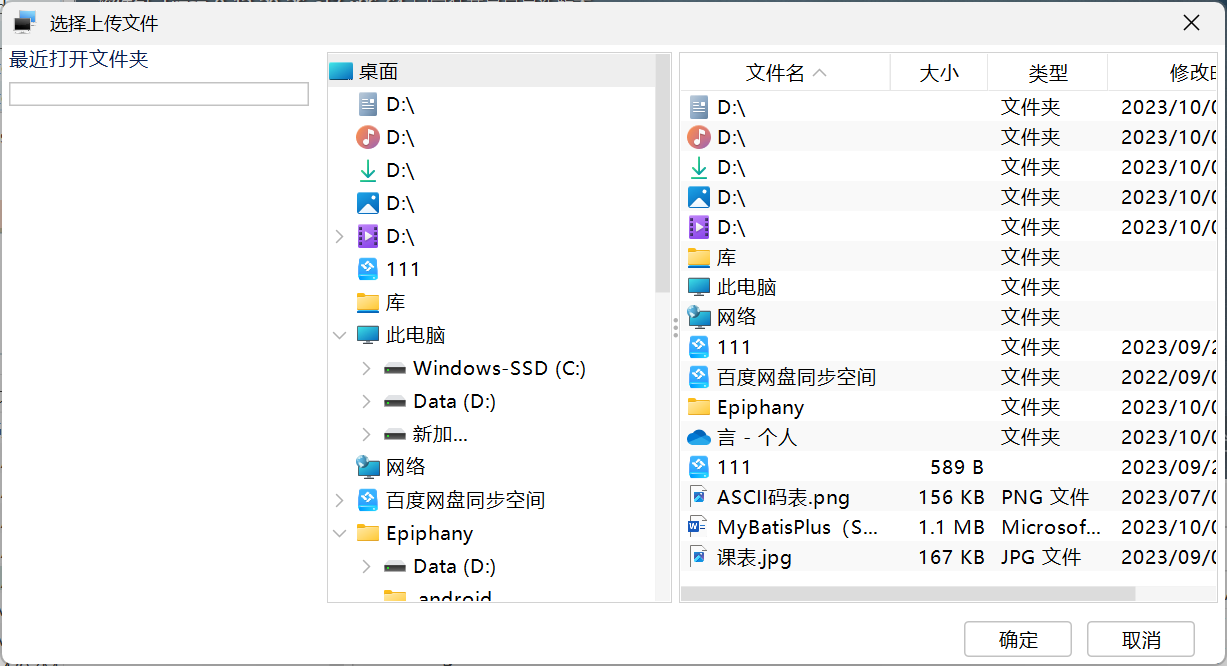 选择上传文件
最近打开文件夹
桌面
D:\
D:\
D:\
D:\
D:\
111
库
此电脑
Windows-SSD (C:)
Data (D:)
新加...
网络
百度网盘同步空间
Epiphany
Data (D:)
.android
文件名 大小 类型 修改
D:\ 文件夹 2023/10/0
D:\ 文件夹 2023/10/0
D:\ 文件夹 2023/10/0
D:\ 文件夹 2023/10/0
D:\ 文件夹 2023/10/0
库 文件夹
此电脑 文件夹
网络 文件夹
111 文件夹 2023/09/2
百度网盘同步空间 文件夹 2022/09/0
Epiphany 文件夹 2023/10/0
言 - 个人 文件夹 2023/10/0
111 589 B 2023/09/2
ASCII码表.png 156 KB PNG 文件 2023/07/0
MyBatisPlus（S... 1.1 MB Microsof... 2023/10/0
课表.jpg 167 KB JPG 文件 2023/09/0
确定 取消